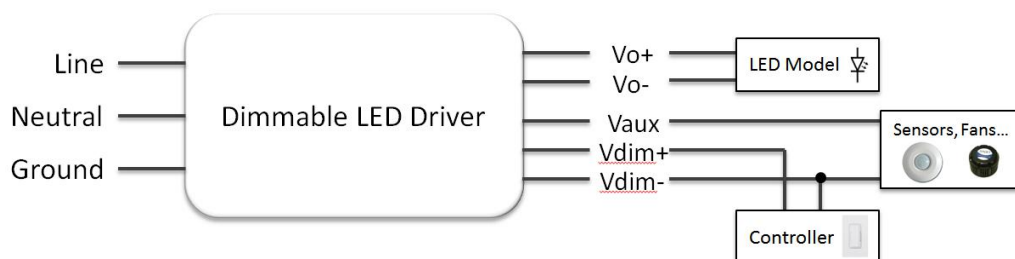 Line
Neutral
Ground
Dimmable LED Driver
Vo+
Vo-
Vaux
Vdim+
Vdim-
LED Model
Sensors, Fans...
Controller